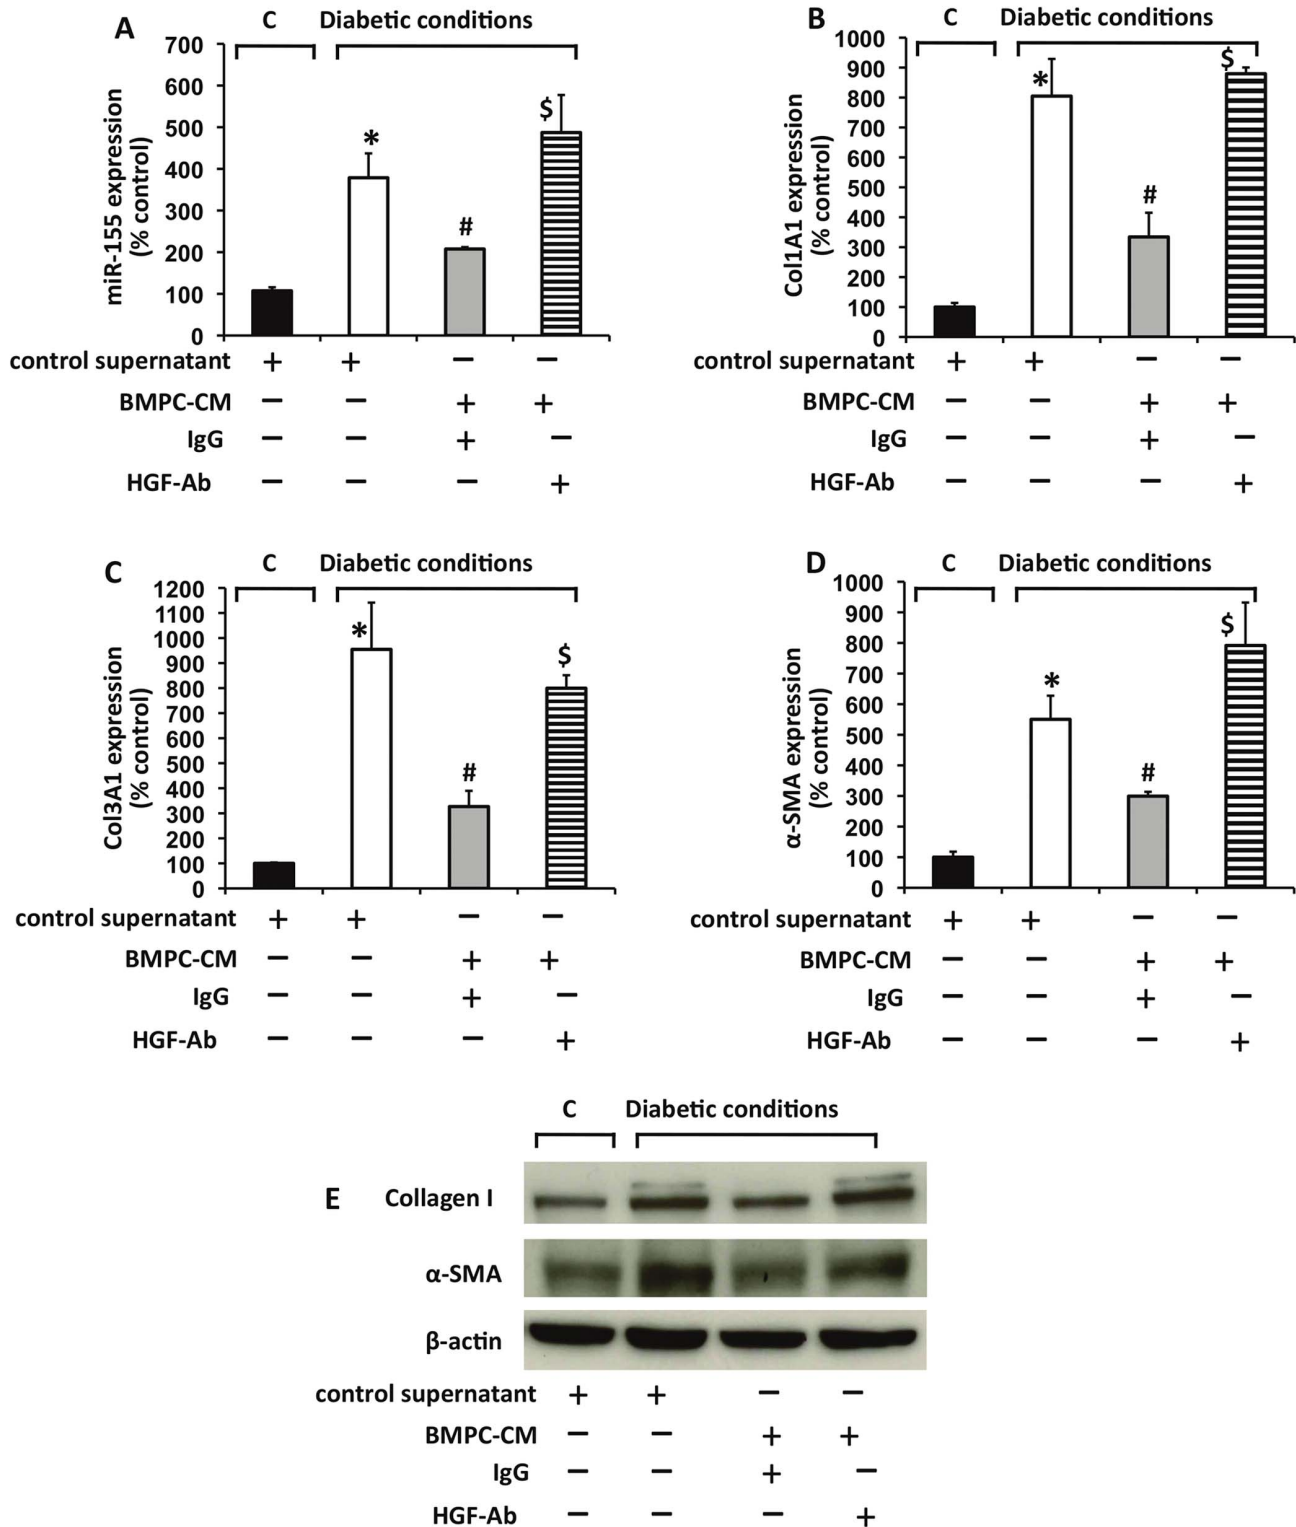 A
C Diabetic conditions
700
600
500
400
300
200
100
0
miR-155 expression
(% control)
*
#
$
control supernatant + + − −
BMPC-CM − − + +
IgG − − + −
HGF-Ab − − − +
B
C Diabetic conditions
1000
900
800
700
600
500
400
300
200
100
0
Col1A1 expression
(% control)
*
#
$
control supernatant + + − −
BMPC-CM − − + +
IgG − − + −
HGF-Ab − − − +
C
C Diabetic conditions
1200
1100
1000
900
800
700
600
500
400
300
200
100
0
Col3A1 expression
(% control)
*
#
$
control supernatant + + − −
BMPC-CM − − + +
IgG − − + −
HGF-Ab − − − +
D
C Diabetic conditions
1000
900
800
700
600
500
400
300
200
100
0
α-SMA expression
(% control)
*
#
$
control supernatant + + − −
BMPC-CM − − + +
IgG − − + −
HGF-Ab − − − +
C Diabetic conditions
E Collagen I
α-SMA
β-actin
control supernatant + + − −
BMPC-CM − − + +
IgG − − + −
HGF-Ab − − − +